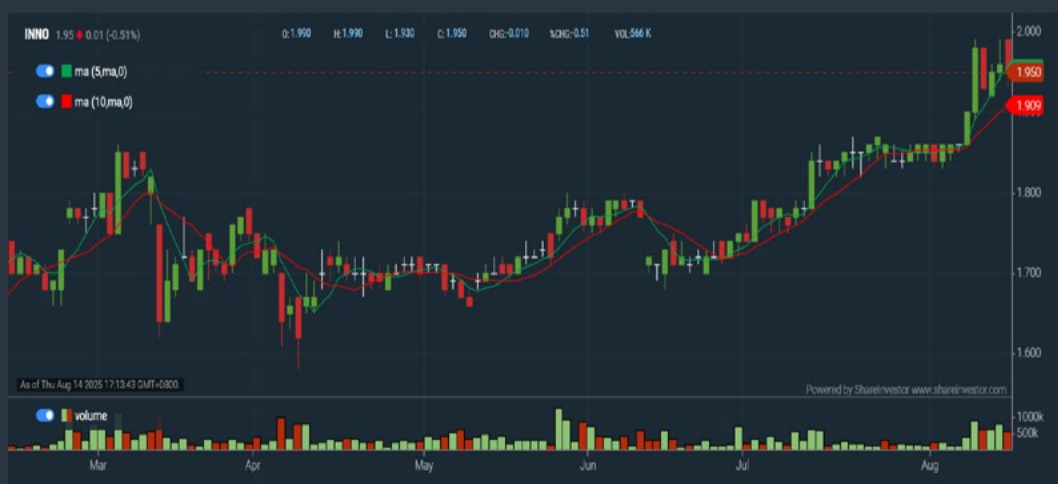 INNO 1.95 0.01 (-0.51%) O:1.990 H:1.990 L:1.930 C:1.950 CHG:-0.010 %CHG:-0.51 VOL:566 K
2.000
ma (5,ma,0)
1.950
ma (10,ma,0)
1.909
1.800
1.700
1.600
As of Thu Aug 14 2025 17:13:43 GMT+0800.
Powered by ShareInvestor www.shareinvestor.com
volume
1000k
500k
Mar Apr May Jun Jul Aug